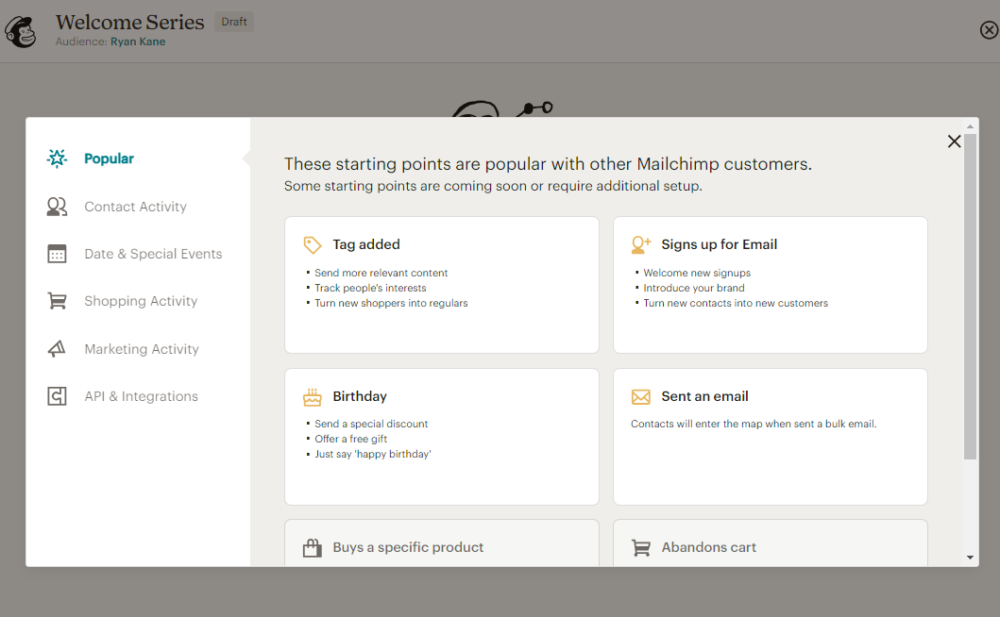 Welcome Series Draft
Audience: Ryan Kane
Popular
Contact Activity
Date & Special Events
Shopping Activity
Marketing Activity
API & Integrations
These starting points are popular with other Mailchimp customers.
Some starting points are coming soon or require additional setup.
Tag added
Send more relevant content
Track people's interests
Turn new shoppers into regulars
Signs up for Email
Welcome new signups
Introduce your brand
Turn new contacts into new customers
Birthday
Send a special discount
Offer a free gift
Just say 'happy birthday'
Sent an email
Contacts will enter the map when sent a bulk email.
Buys a specific product
Abandons cart